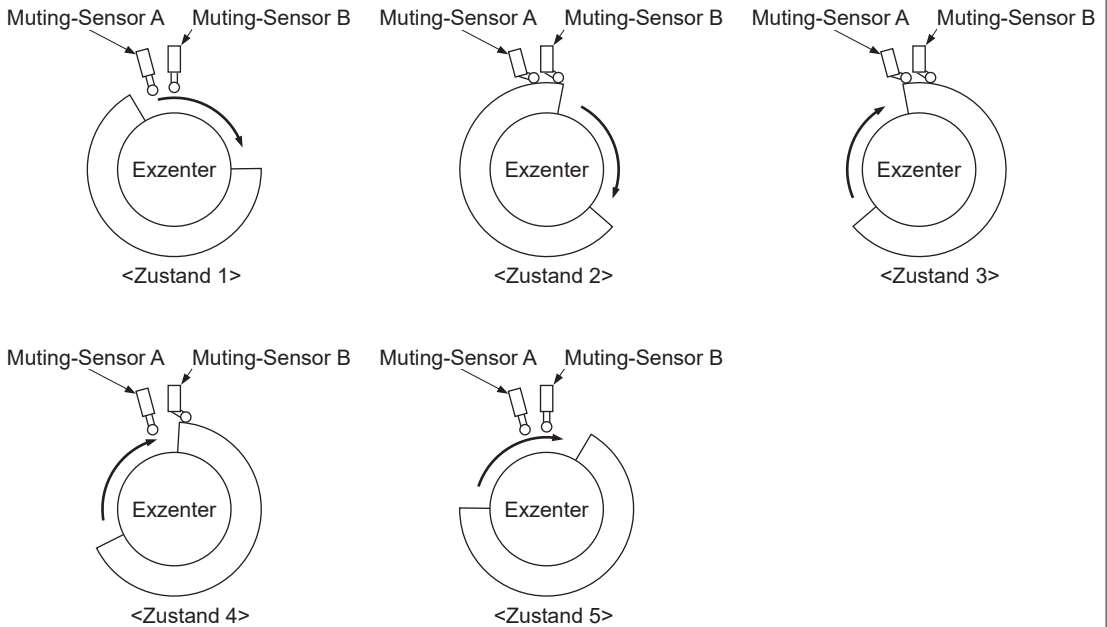 Muting-Sensor A Muting-Sensor B Muting-Sensor A Muting-Sensor B Muting-Sensor A Muting-Sensor B
Exzenter Exzenter Exzenter
<Zustand 1> <Zustand 2> <Zustand 3>
Muting-Sensor A Muting-Sensor B Muting-Sensor A Muting-Sensor B
Exzenter Exzenter
<Zustand 4> <Zustand 5>